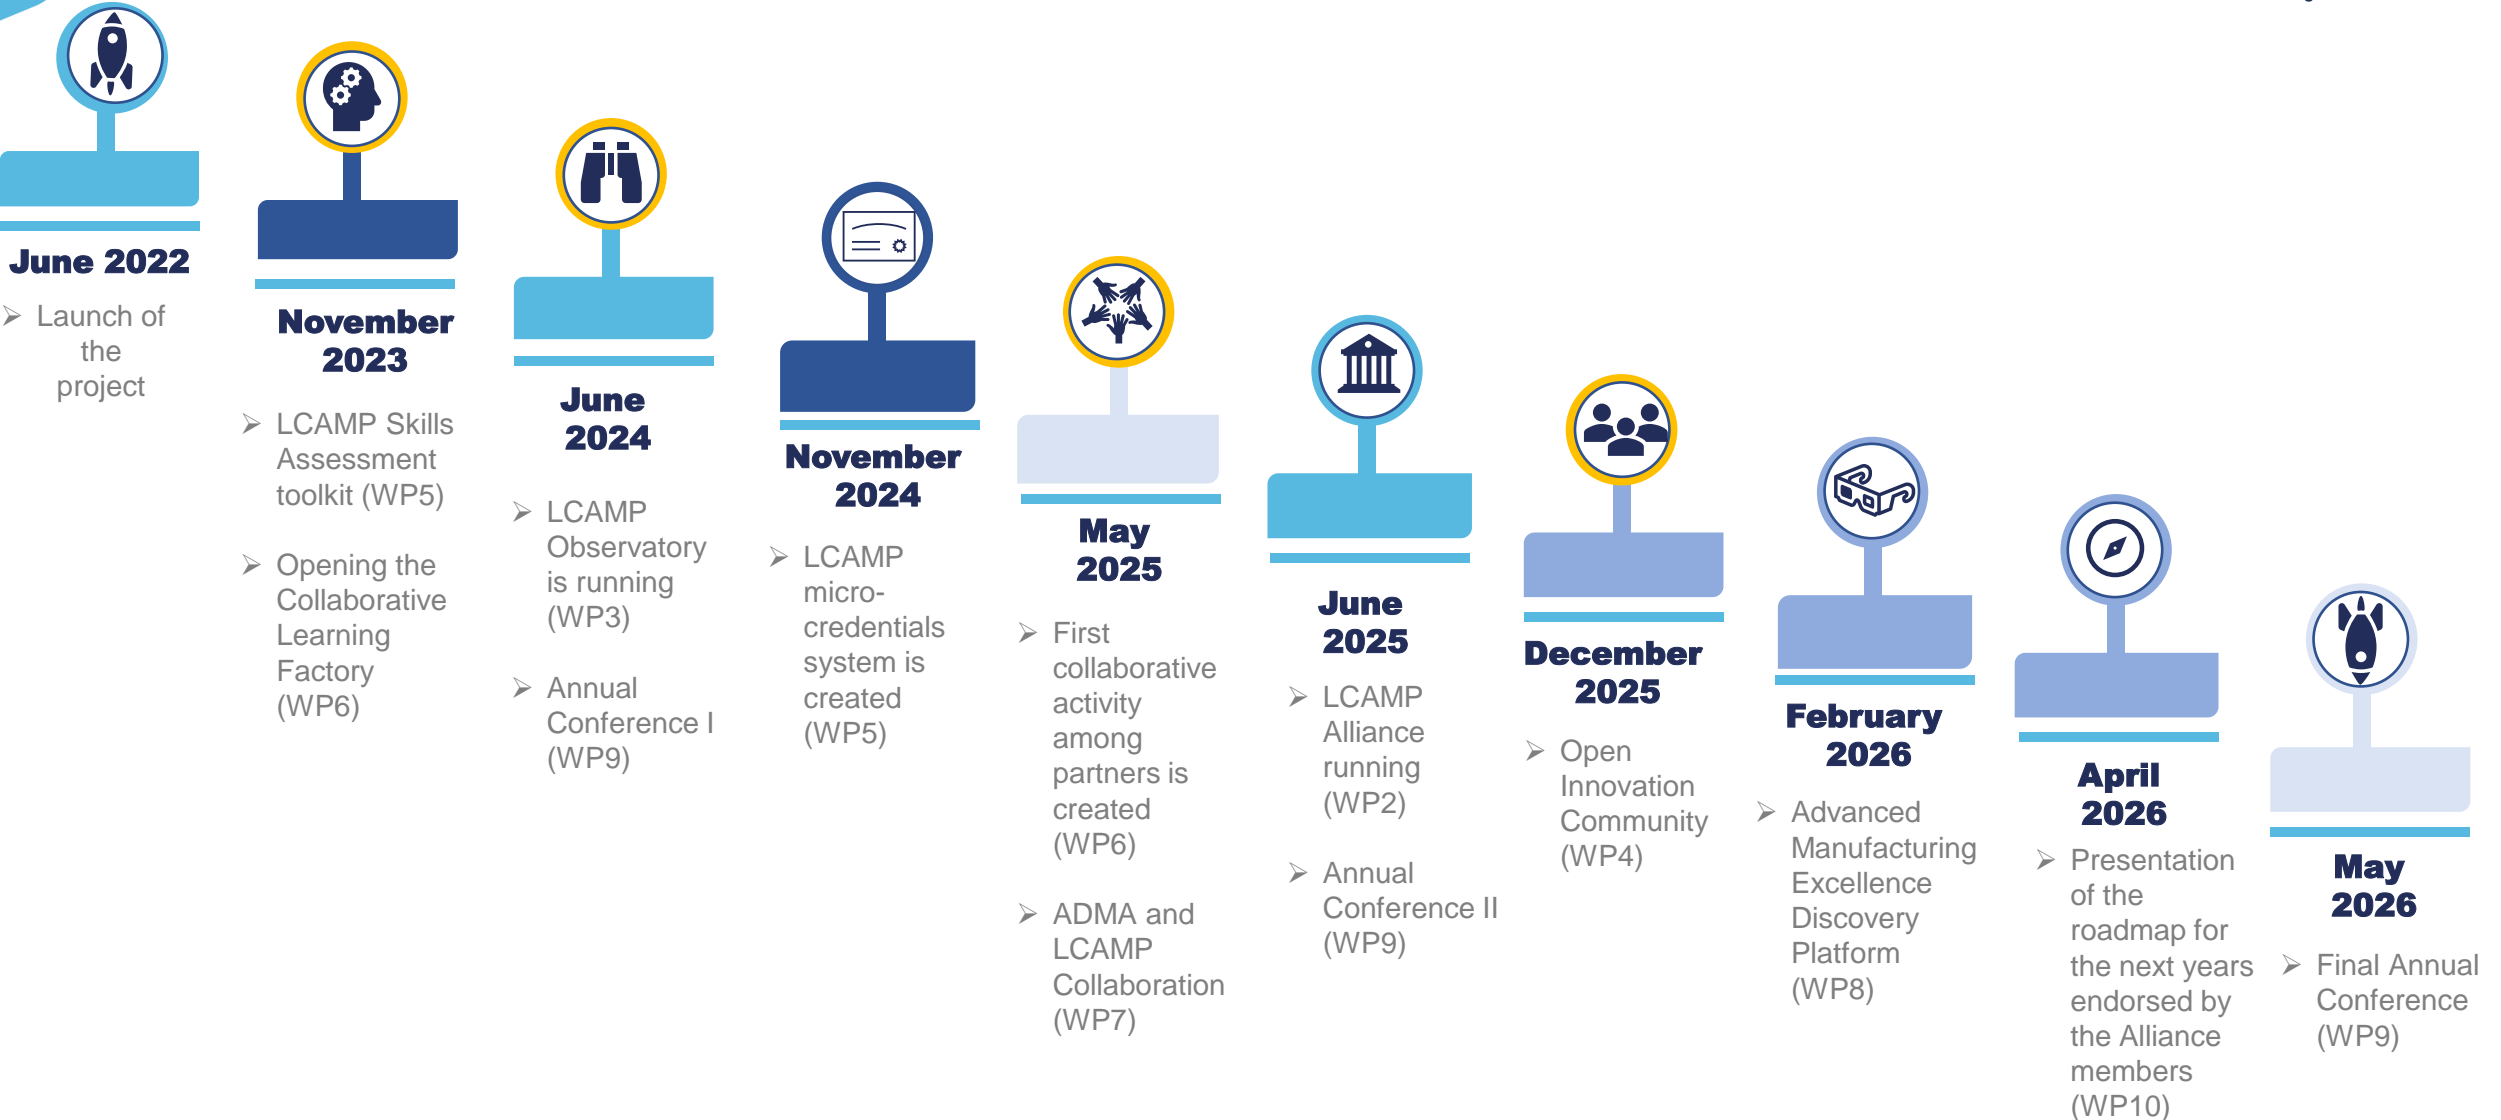 June 2022
➢ Launch of
the
project
November
2023
➢ LCAMP Skills
Assessment
toolkit (WP5)
➢ Opening the
Collaborative
Learning
Factory
(WP6)
June
2024
➢ LCAMP
Observatory
is running
(WP3)
➢ Annual
Conference I
(WP9)
November
2024
➢ LCAMP
micro-
credentials
system is
created
(WP5)
May
2025
➢ First
collaborative
activity
among
partners is
created
(WP6)
➢ ADMA and
LCAMP
Collaboration
(WP7)
June
2025
➢ LCAMP
Alliance
running
(WP2)
➢ Annual
Conference II
(WP9)
December
2025
➢ Open
Innovation
Community
(WP4)
February
2026
➢ Advanced
Manufacturing
Excellence
Discovery
Platform
(WP8)
April
2026
➢ Presentation
of the
roadmap for
the next years
endorsed by
the Alliance
members
(WP10)
May
2026
➢ Final Annual
Conference
(WP9)